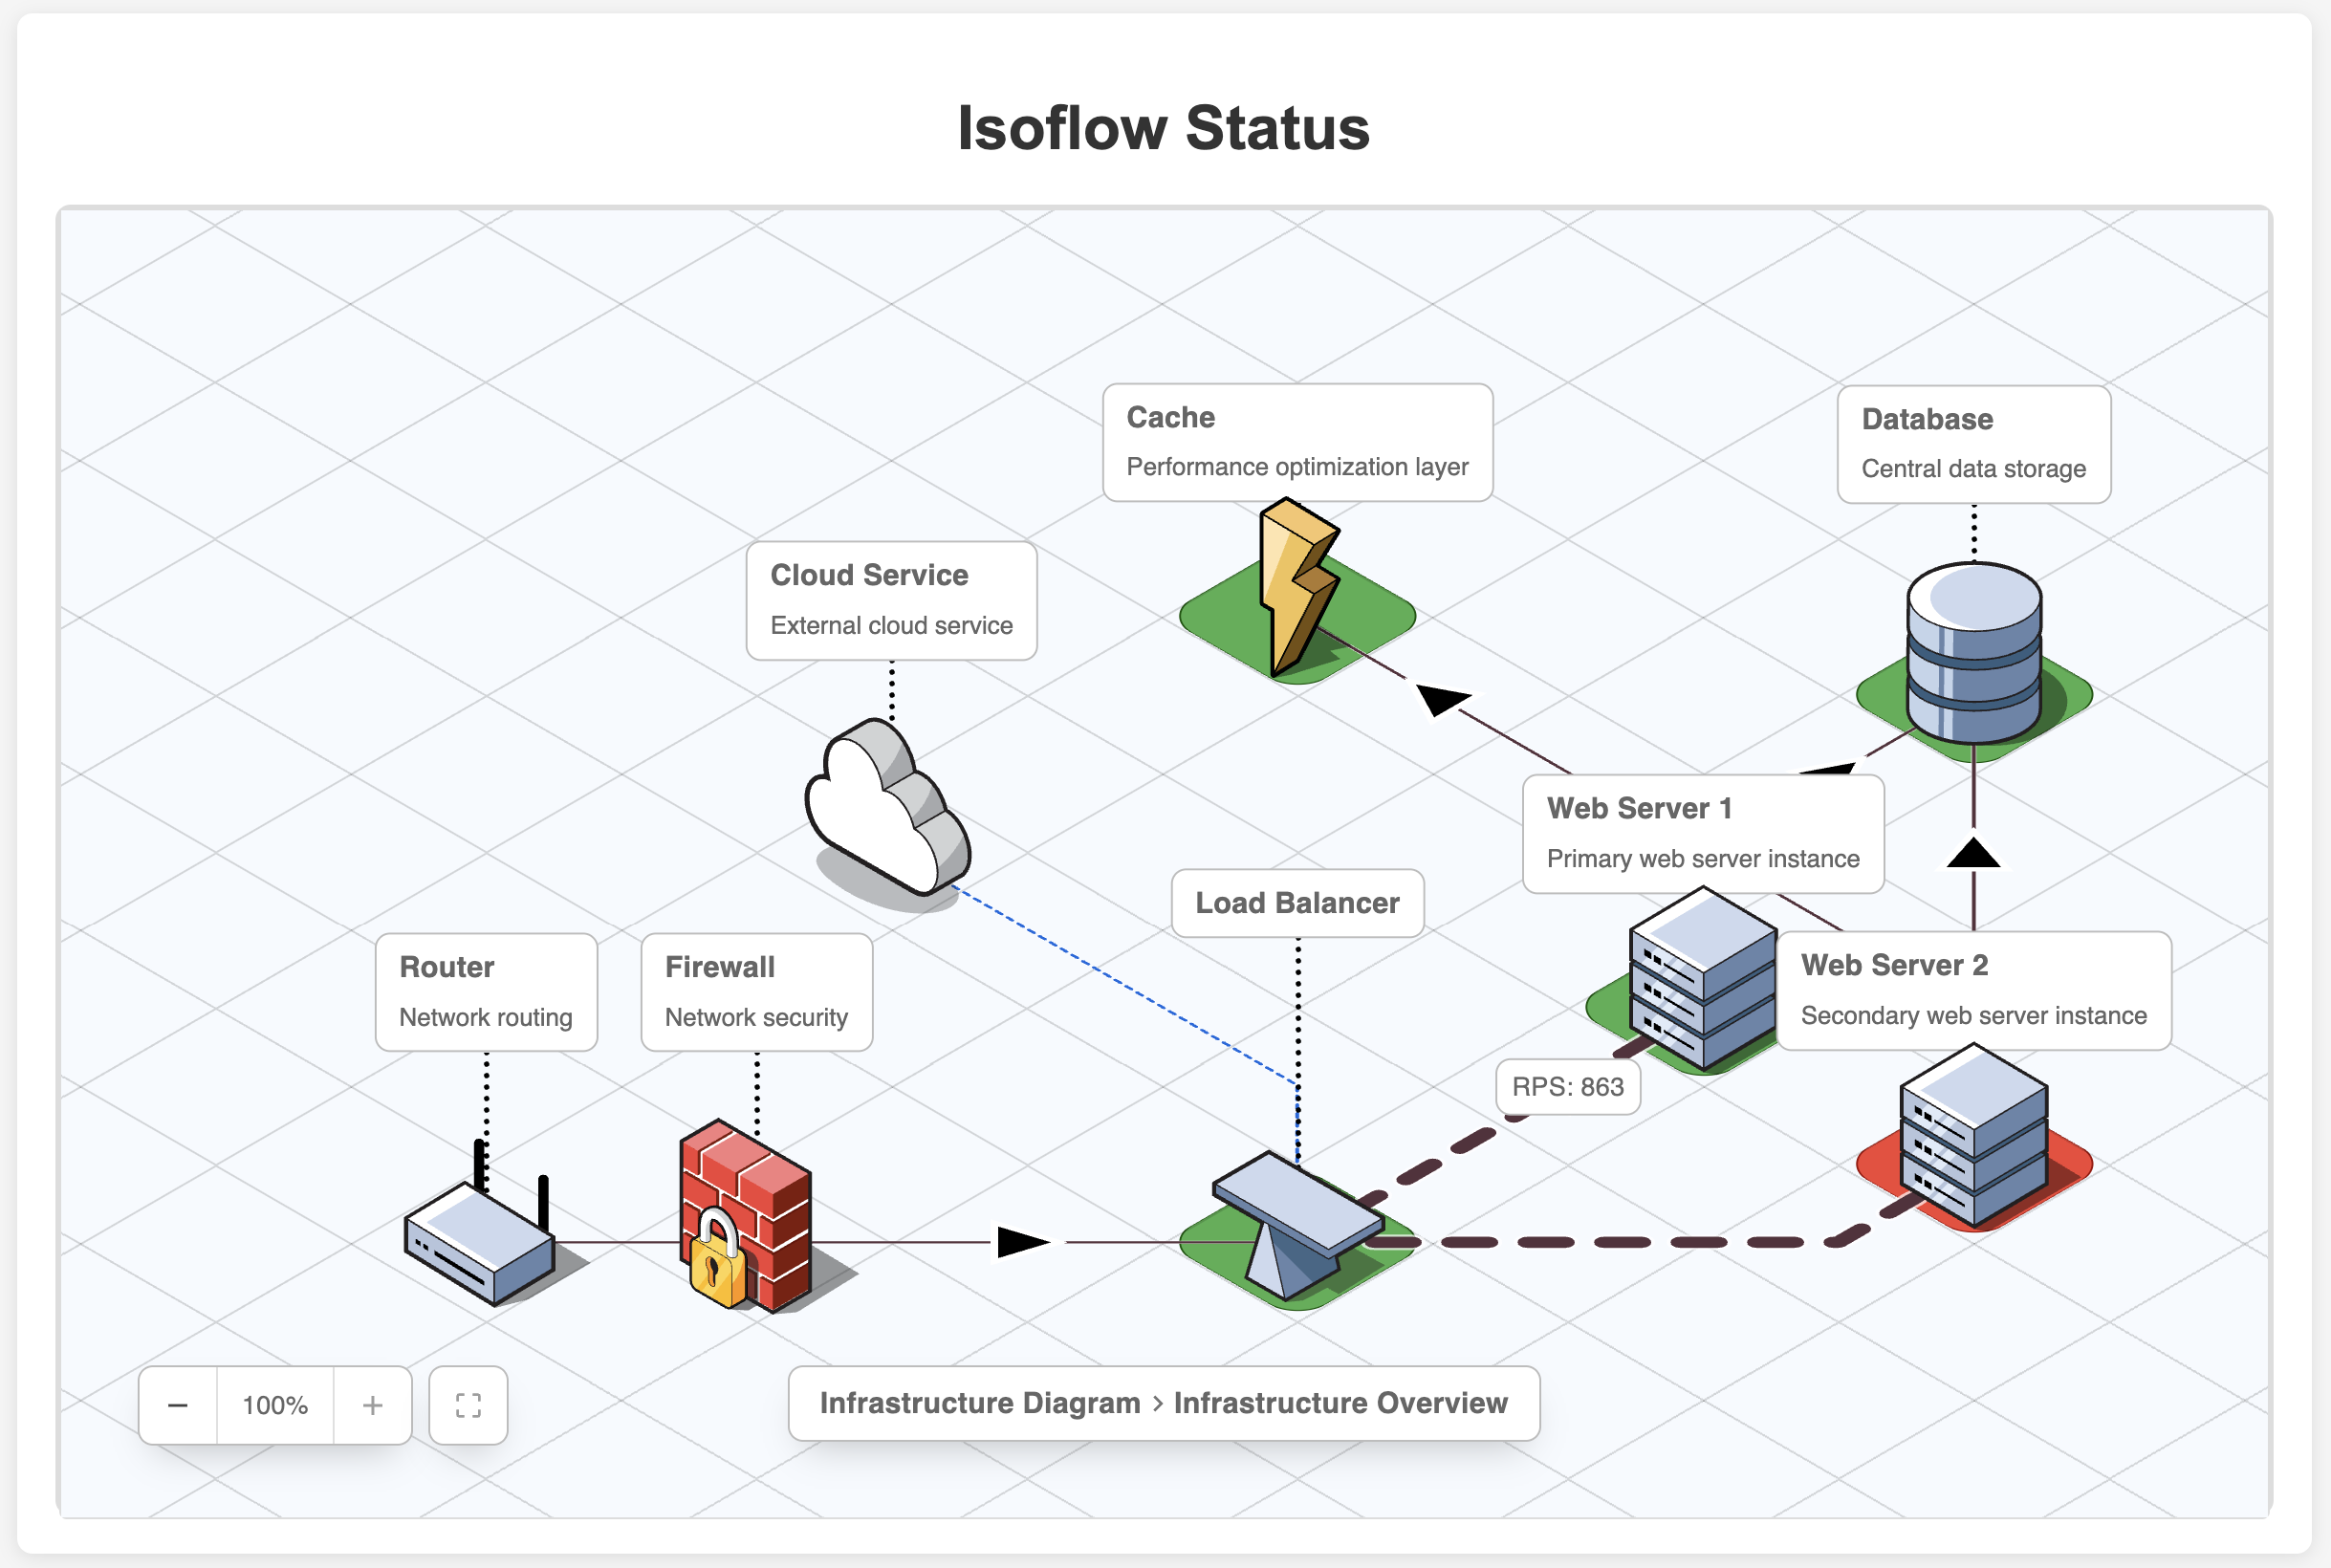 Isoflow Status
Cache
Performance optimization layer
Database
Central data storage
Cloud Service
External cloud service
Web Server 1
Primary web server instance
Load Balancer
Router
Network routing
Firewall
Network security
Web Server 2
Secondary web server instance
RPS: 863
− 100% +
Infrastructure Diagram > Infrastructure Overview